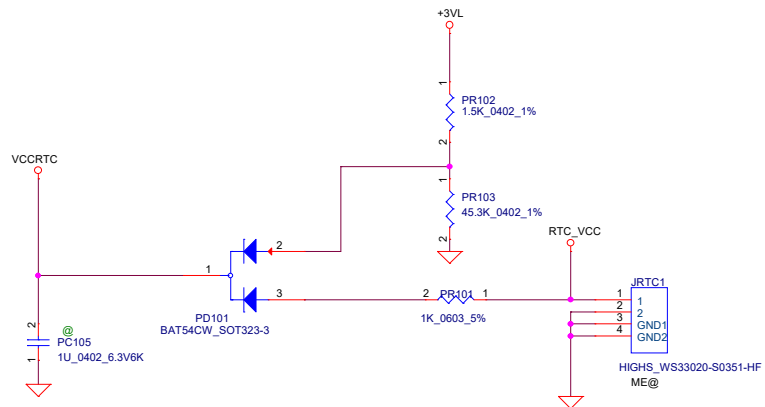 +3VL
1
PR102
1.5K_0402_1%
2
VCCRTC
1
PR103
45.3K_0402_1%
2
RTC_VCC
2
1
3
2
PR101
1
1K_0603_5%
PD101
BAT54CW_SOT323-3
JRTC1
1
1
2
2
3
GND1
4
GND2
HIGHS_WS33020-S0351-HF
ME@
2
@
PC105
1U_0402_6.3V6K
1